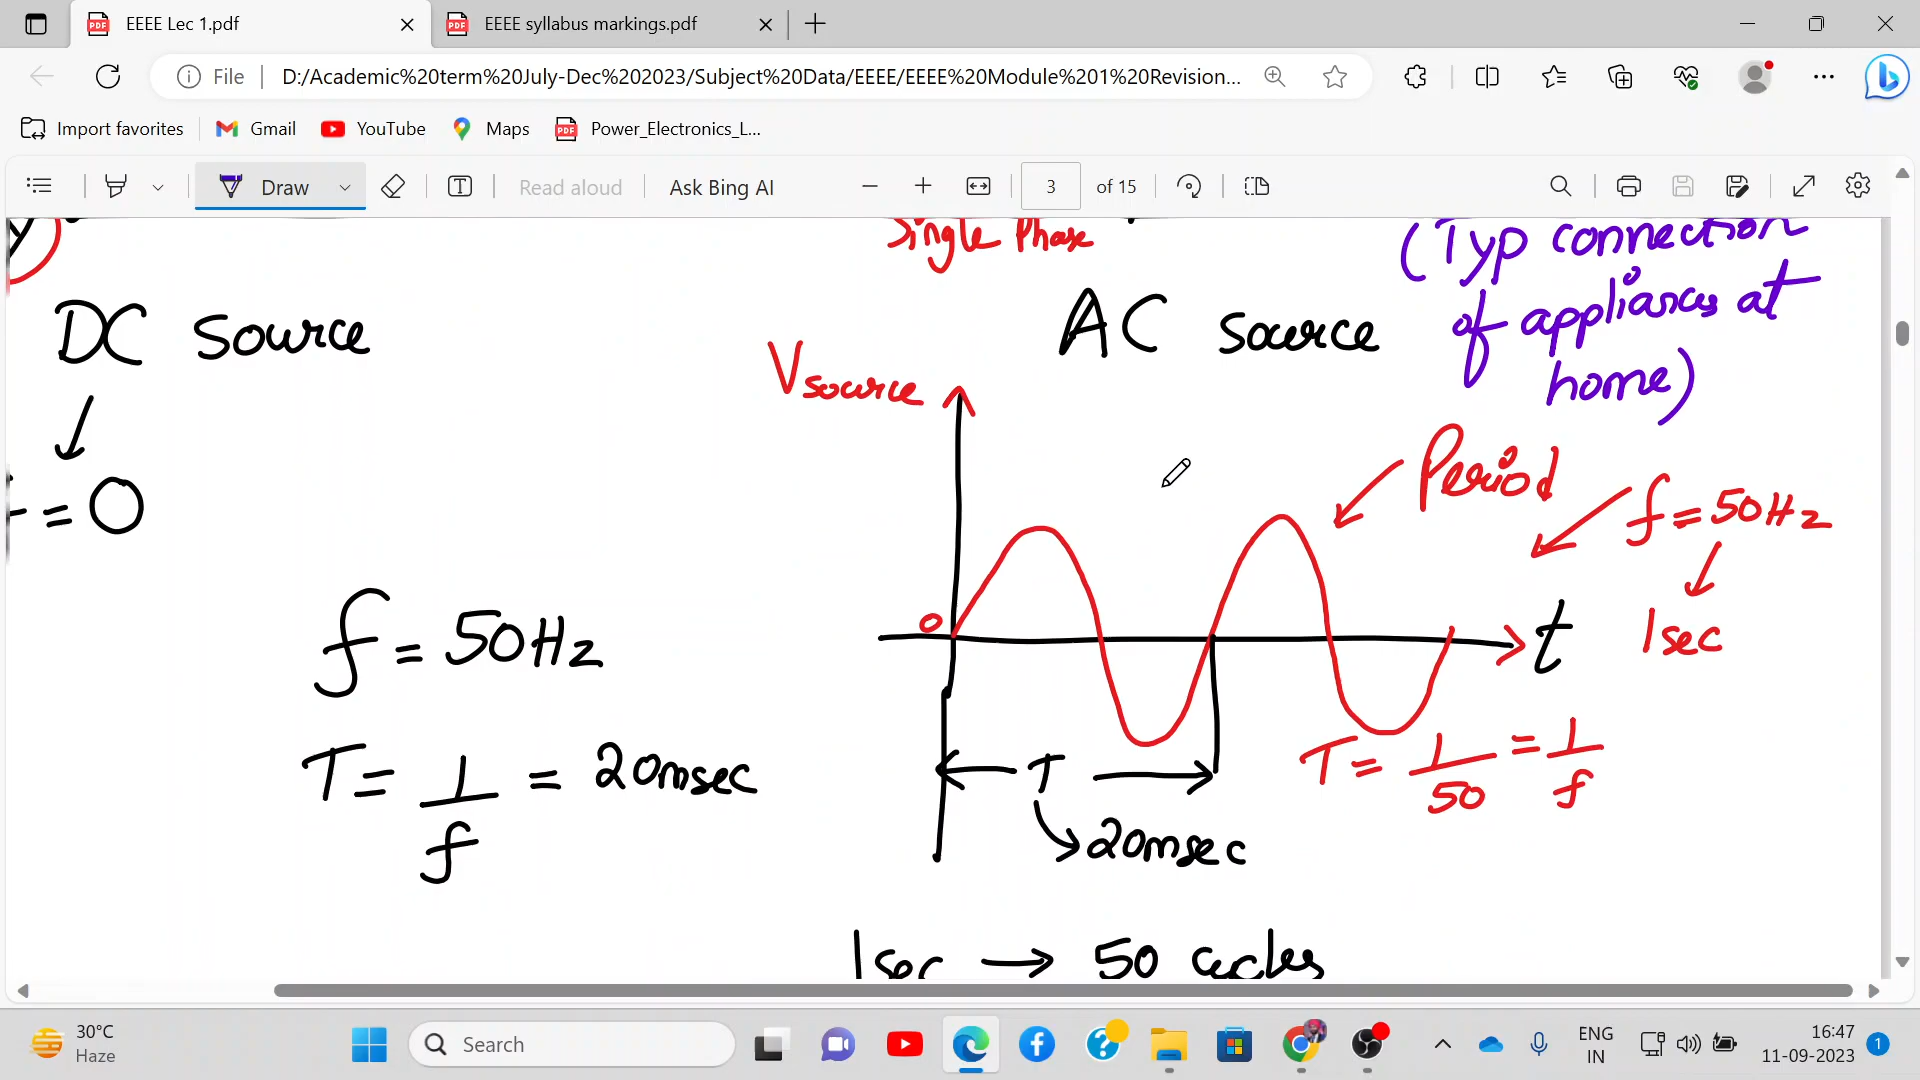 EEEE Lec 1.pdf
EEEE syllabus markings.pdf
File
D:/Academic%20term%20July-Dec%202023/Subject%20Data/EEEE/EEEE%20Module%201%20Revision...
Import favorites
Gmail
YouTube
Maps
Power_Electronics_L...
Draw
Read aloud
Ask Bing AI
3 of 15
Single Phase
(Typ connection
of appliances at
home)
DC source
AC source
Vsource
= 0
Period
f = 50Hz
1 sec
0
t
f = 50Hz
T = 1/f = 20msec
T
20msec
T = 1/50 = 1/f
1sec → 50 cycles
30°C
Haze
Search
ENG
IN
16:47
11-09-2023
1